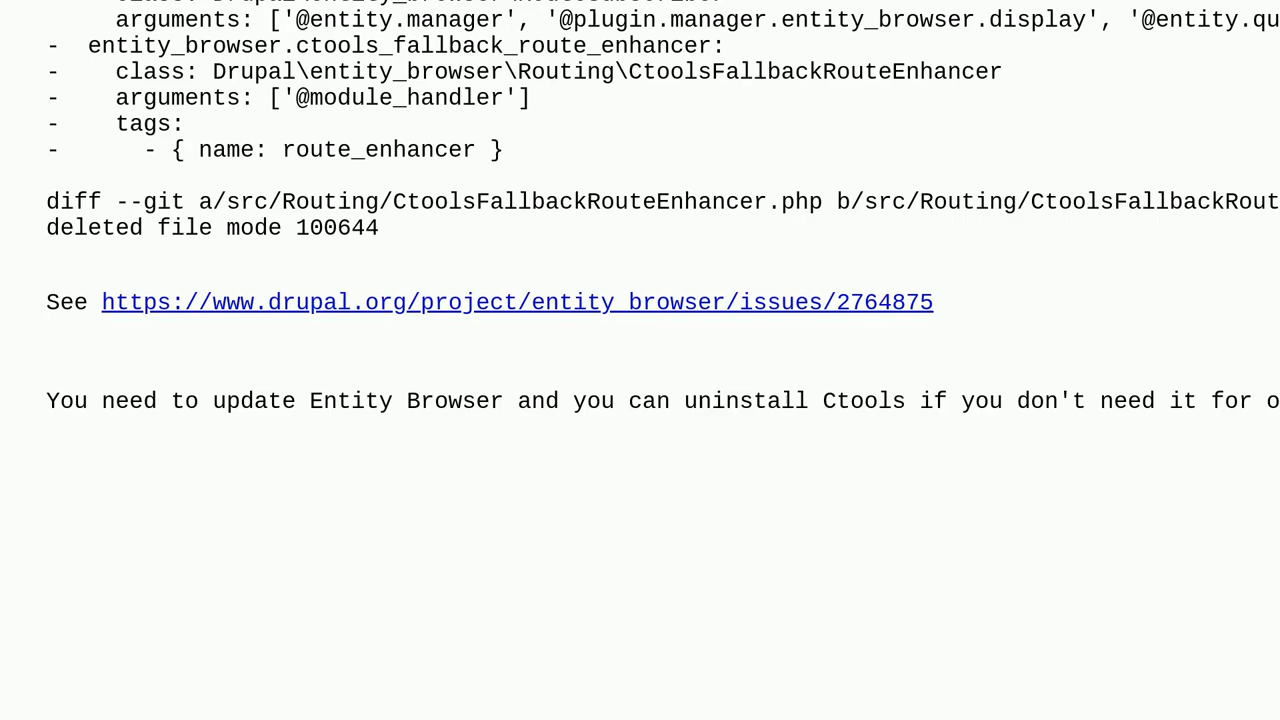 arguments: ['@entity.manager', '@plugin.manager.entity_browser.display', '@entity.qu
-  entity_browser.ctools_fallback_route_enhancer:
-    class: Drupal\entity_browser\Routing\CtoolsFallbackRouteEnhancer
-    arguments: ['@module_handler']
-    tags:
-      - { name: route_enhancer }
diff --git a/src/Routing/CtoolsFallbackRouteEnhancer.php b/src/Routing/CtoolsFallbackRout
deleted file mode 100644
See https://www.drupal.org/project/entity_browser/issues/2764875
You need to update Entity Browser and you can uninstall Ctools if you don't need it for o